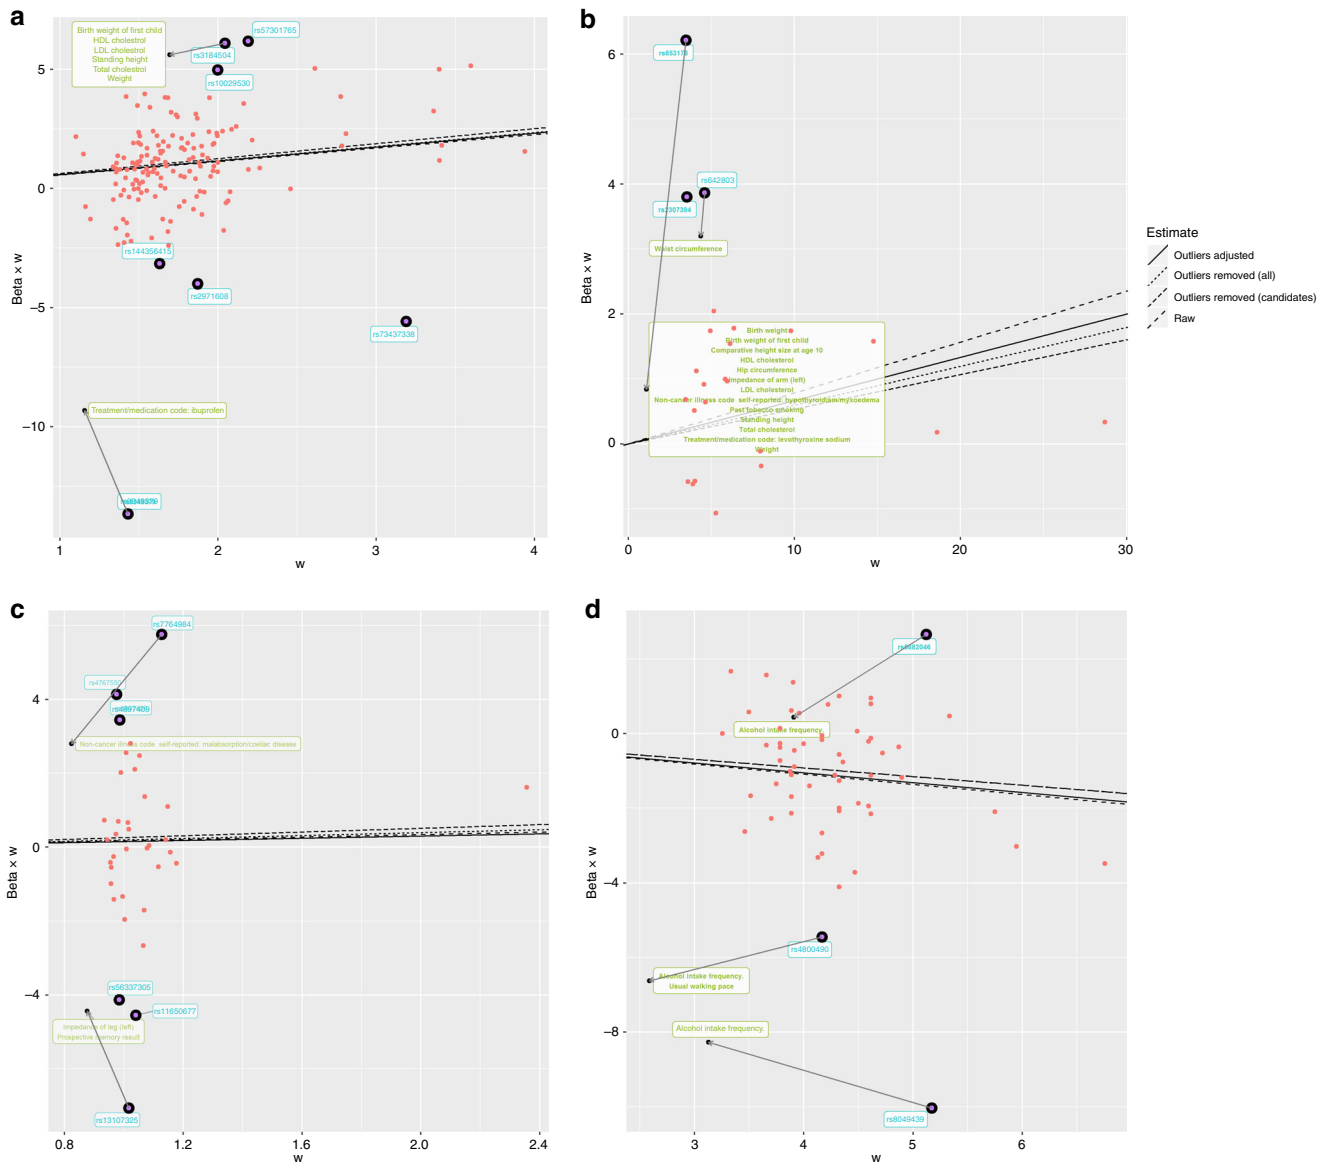 a
Birth weight of first child
HDL cholestrol
LDL cholestrol
Standing height
Total cholestrol
Weight
rs57301765
rs3184504
rs10029530
rs144356415
rs2971608
rs73437338
Treatment/medication code: ibuprofen
5
0
−5
−10
Beta × w
1
2
3
4
w
b
rs653178
rs642803
rs2307394
Waist circumference
Birth weight
Birth weight of first child
Comparative height size at age 10
HDL cholesterol
Hip circumference
Impedance of arm (left)
LDL cholesterol
Non-cancer illness code self-reported: hypothyroidism/myxoedema
Past tobacco smoking
Standing height
Total cholesterol
Treatment/medication code: levothyroxine sodium
Weight
6
4
2
0
Beta × w
0
10
20
30
w
Estimate
Outliers adjusted
Outliers removed (all)
Outliers removed (candidates)
Raw
c
rs7764984
rs4767550
Non-cancer illness code self-reported: malabsorption/coeliac disease
rs56337305
rs11650677
Impedance of leg (left)
Prospective memory result
rs13107325
4
0
−4
Beta × w
0.8
1.2
1.6
2.0
2.4
w
d
Alcohol intake frequency.
rs4800490
Alcohol intake frequency.
Usual walking pace
Alcohol intake frequency.
rs8049439
0
−4
−8
Beta × w
3
4
5
6
w